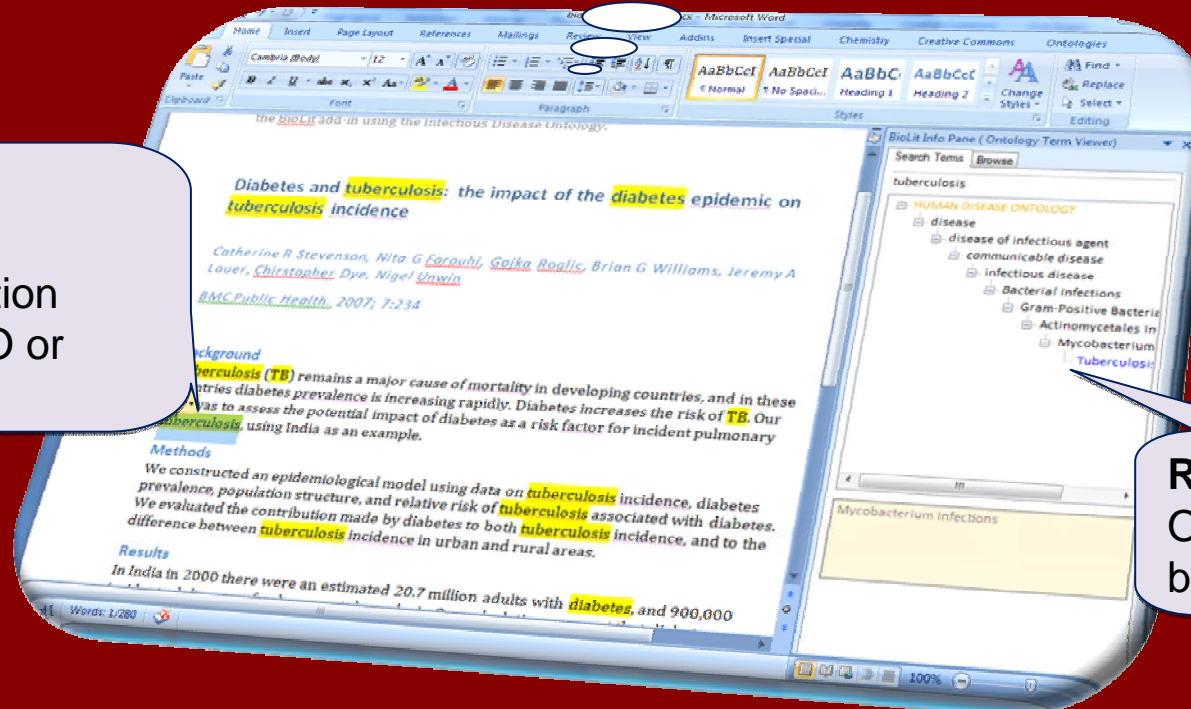 - Microsoft Word
Home Insert Page Layout References Mailings Review View Addins Insert Special Chemistry Creative Commons Ontologies
Paste
Clipboard
Cambria (Body) 12
Font
Paragraph
AaBbCcI AaBbCcI AaBbC AaBbCcC
Normal No Spaci... Heading 1 Heading 2
Change Styles
Styles
Find
Replace
Select
Editing
the BioLit add-in using the Infectious Disease Ontology.
Diabetes and tuberculosis: the impact of the diabetes epidemic on
tuberculosis incidence
Catherine R Stevenson, Nita G Farouhi, Gojka Roglic, Brian G Williams, Jeremy A
Lauer, Chirstopher Dye, Nigel Unwin
BMC Public Health, 2007; 7:234
ckground
berculosis (TB) remains a major cause of mortality in developing countries, and in these
ntries diabetes prevalence is increasing rapidly. Diabetes increases the risk of TB. Our
was to assess the potential impact of diabetes as a risk factor for incident pulmonary
tuberculosis, using India as an example.
Methods
We constructed an epidemiological model using data on tuberculosis incidence, diabetes
prevalence, population structure, and relative risk of tuberculosis associated with diabetes.
We evaluated the contribution made by diabetes to both tuberculosis incidence, and to the
difference between tuberculosis incidence in urban and rural areas.
Results
In India in 2000 there were an estimated 20.7 million adults with diabetes, and 900,000
Words: 1/280
100%
BioLit Info Pane ( Ontology Term Viewer)
Search Terms Browse
tuberculosis
HUMAN DISEASE ONTOLOGY
disease
disease of infectious agent
communicable disease
infectious disease
Bacterial Infections
Gram-Positive Bacteria
Actinomycetales In
Mycobacterium
Tuberculosis
Mycobacterium Infections
tion
D or
R
C
b